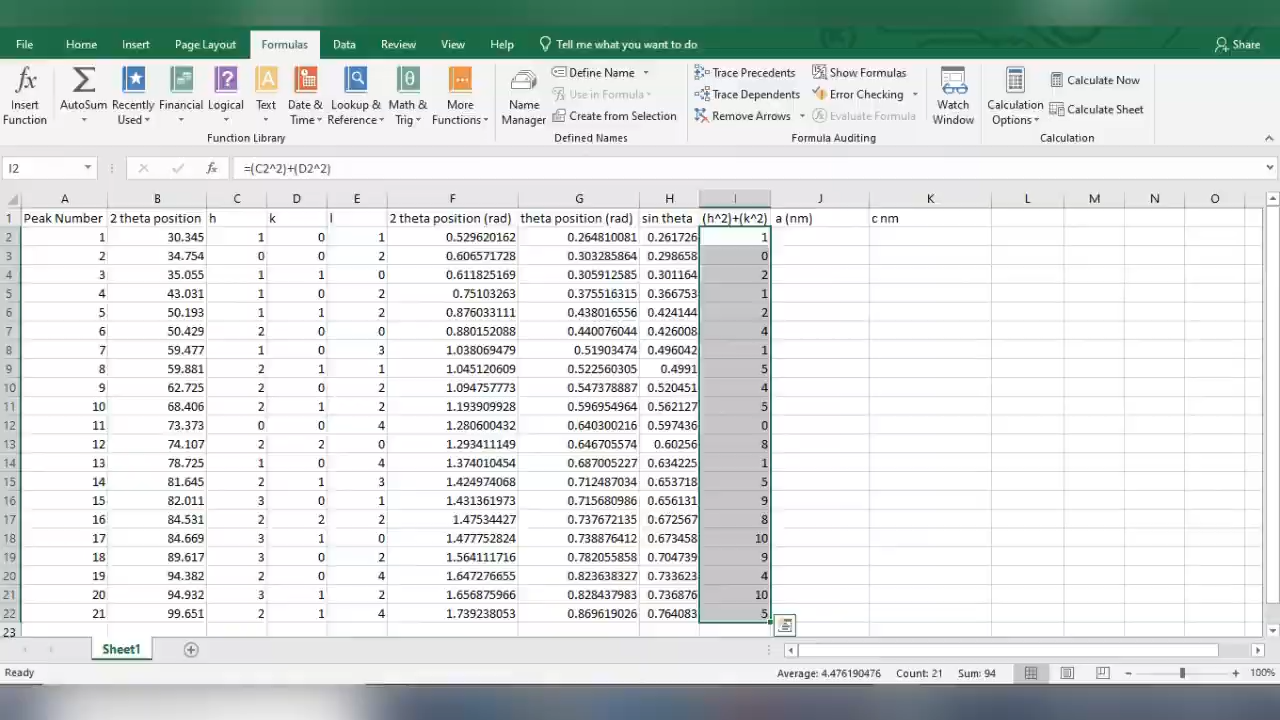 File Home Insert Page Layout Formulas Data Review View Help Tell me what you want to do Share
fx Σ ? A θ ...
Insert Function AutoSum Recently Used Financial Logical Text Date & Time Lookup & Reference Math & Trig More Functions Name Manager Define Name Use in Formula Create from Selection Trace Precedents Trace Dependents Remove Arrows Show Formulas Error Checking Evaluate Formula Watch Window Calculation Options Calculate Now Calculate Sheet
Function Library Defined Names Formula Auditing Calculation
I2 fx =(C2^2)+(D2^2)
A B C D E F G H I J K L M N O
1 Peak Number 2 theta position h k l 2 theta position (rad) theta position (rad) sin theta (h^2)+(k^2) a (nm) c nm
2 1 30.345 1 0 1 0.529620162 0.264810081 0.261726 1
3 2 34.754 0 0 2 0.606571728 0.303285864 0.298658 0
4 3 35.055 1 1 0 0.611825169 0.305912585 0.301164 2
5 4 43.031 1 0 2 0.75103263 0.375516315 0.366753 1
6 5 50.193 1 1 2 0.876033111 0.438016556 0.424144 2
7 6 50.429 2 0 0 0.880152088 0.440076044 0.426008 4
8 7 59.477 1 0 3 1.038069479 0.51903474 0.496042 1
9 8 59.881 2 1 1 1.045120609 0.522560305 0.4991 5
10 9 62.725 2 0 2 1.094757773 0.547378887 0.520451 4
11 10 68.406 2 1 2 1.193909928 0.596954964 0.562127 5
12 11 73.373 0 0 4 1.280600432 0.640300216 0.597436 0
13 12 74.107 2 2 0 1.293411149 0.646705574 0.60256 8
14 13 78.725 1 0 4 1.374010454 0.687005227 0.634225 1
15 14 81.645 2 1 3 1.424974068 0.712487034 0.653718 5
16 15 82.011 3 0 1 1.431361973 0.715680986 0.656131 9
17 16 84.531 2 2 2 1.47534427 0.737672135 0.672567 8
18 17 84.669 3 1 0 1.477752824 0.738876412 0.673458 10
19 18 89.617 3 0 2 1.564111716 0.782055858 0.704739 9
20 19 94.382 2 0 4 1.647276655 0.823638327 0.733623 4
21 20 94.932 3 1 2 1.656875966 0.828437983 0.736876 10
22 21 99.651 2 1 4 1.739238053 0.869619026 0.764083 5
23
Sheet1
Ready Average: 4.476190476 Count: 21 Sum: 94 100%